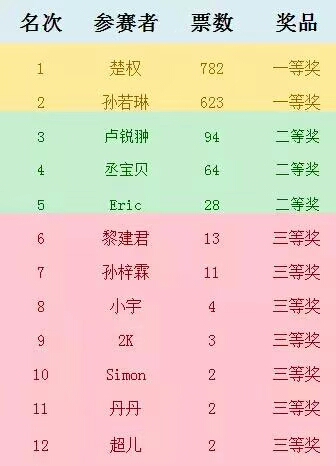 名次 参赛者 票数 奖品
1 楚权 782 一等奖
2 孙若琳 623 一等奖
3 卢锐翀 94 二等奖
4 丞宝贝 64 二等奖
5 Eric 28 二等奖
6 黎建君 13 三等奖
7 孙梓霖 11 三等奖
8 小宇 4 三等奖
9 2K 3 三等奖
10 Simon 2 三等奖
11 丹丹 2 三等奖
12 超儿 2 三等奖